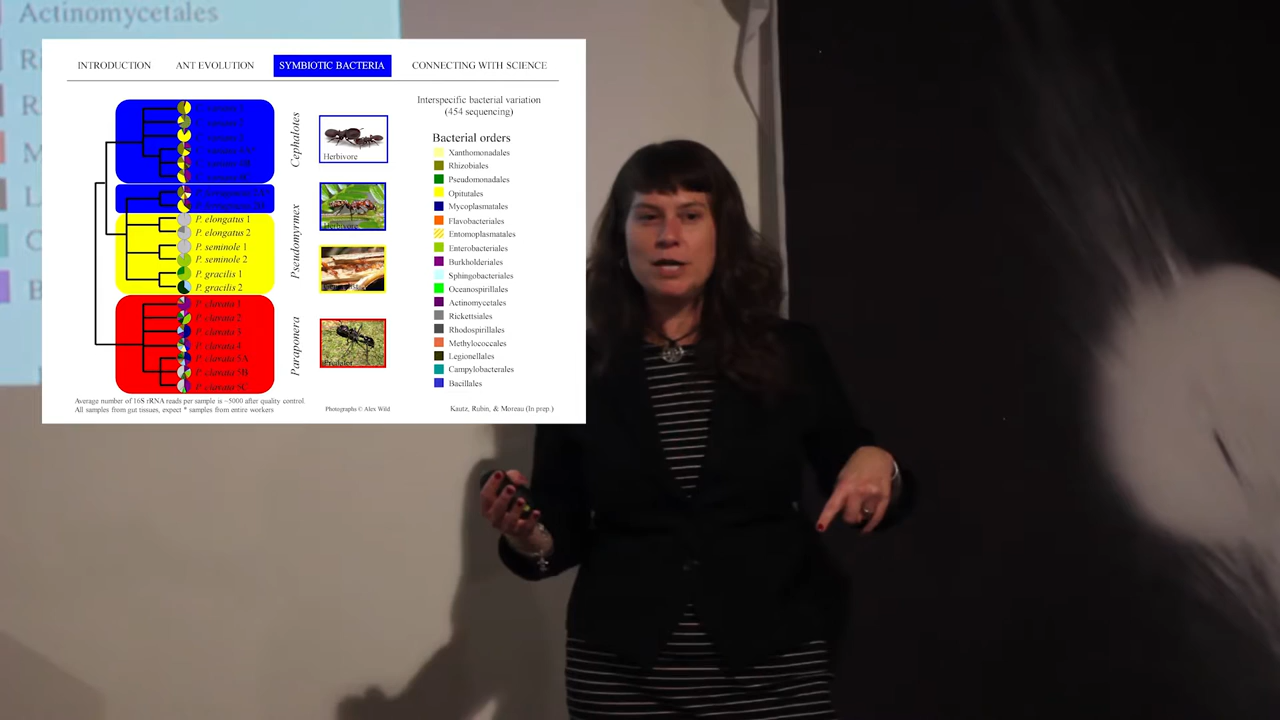 Actinomycetales
R
R
M
L
C
B
INTRODUCTION ANT EVOLUTION SYMBIOTIC BACTERIA CONNECTING WITH SCIENCE
Interspecific bacterial variation
(454 sequencing)
Cephalotes
Herbivore
Pseudomyrmex
P. elongatus 1
P. elongatus 2
P. seminole 1
P. seminole 2
P. gracilis 1
P. gracilis 2
Paraponera
P. clavata 1
P. clavata 2
P. clavata 3
P. clavata 4
P. clavata 5A
P. clavata 5B
P. clavata 5C
Bacterial orders
Xanthomonadales
Rhizobiales
Pseudomonadales
Opitutales
Mycoplasmatales
Flavobacteriales
Entomoplasmatales
Enterobacteriales
Burkholderiales
Sphingobacteriales
Oceanospirillales
Actinomycetales
Rickettsiales
Rhodospirillales
Methylococcales
Legionellales
Campylobacterales
Bacillales
Average number of 16S rRNA reads per sample is ~5000 after quality control.
All samples from gut tissues, expect * samples from entire workers
Photographs © Alex Wild
Kautz, Rubin, & Moreau (In prep )